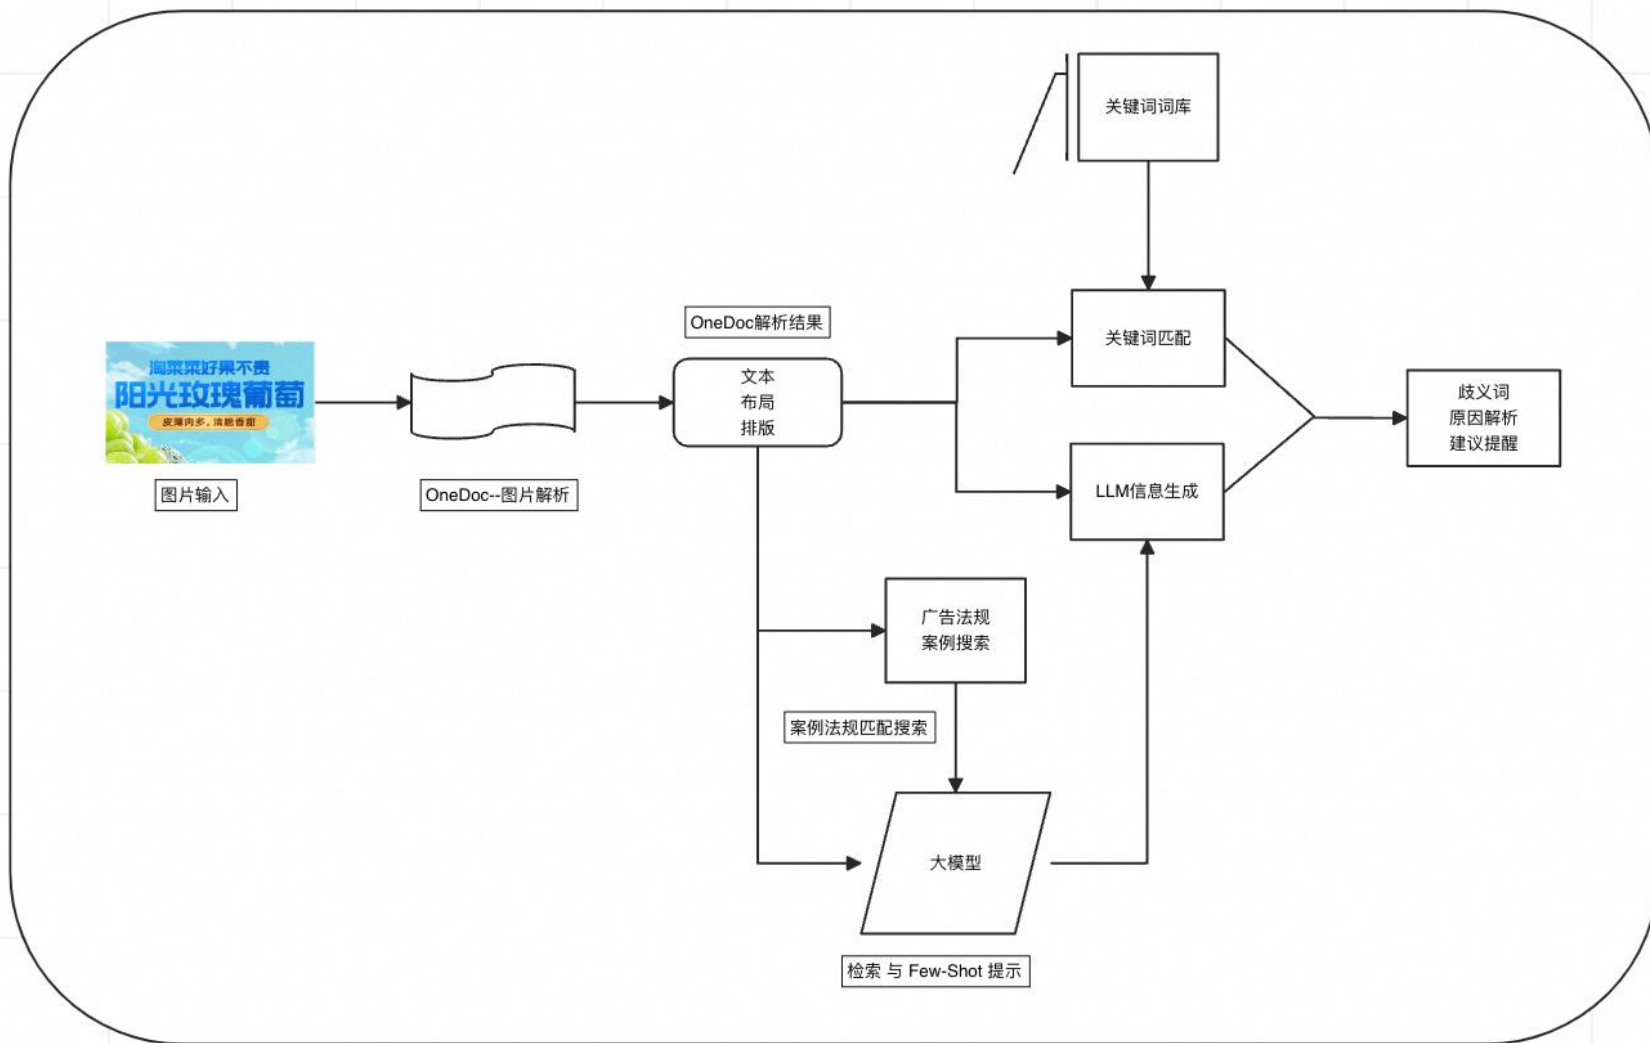 关键词词库
OneDoc解析结果
淘菜菜好果不贵
阳光玫瑰葡萄
皮薄肉多，清脆香甜
图片输入
OneDoc--图片解析
文本
布局
排版
关键词匹配
LLM信息生成
歧义词
原因解析
建议提醒
广告法规
案例搜索
案例法规匹配搜索
大模型
检索 与 Few-Shot 提示